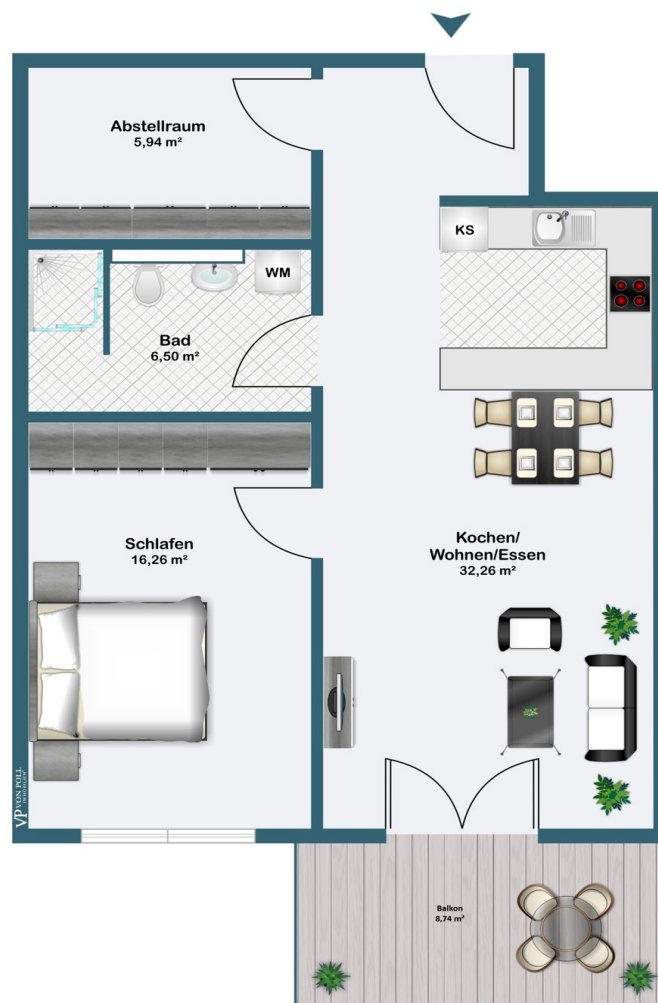 Abstellraum
5,94 m²
KS
WM
Bad
6,50 m²
Schlafen
16,26 m²
Kochen/
Wohnen/Essen
32,26 m²
VP VON POLL
IMMOBILIEN
Balkon
8,74 m²